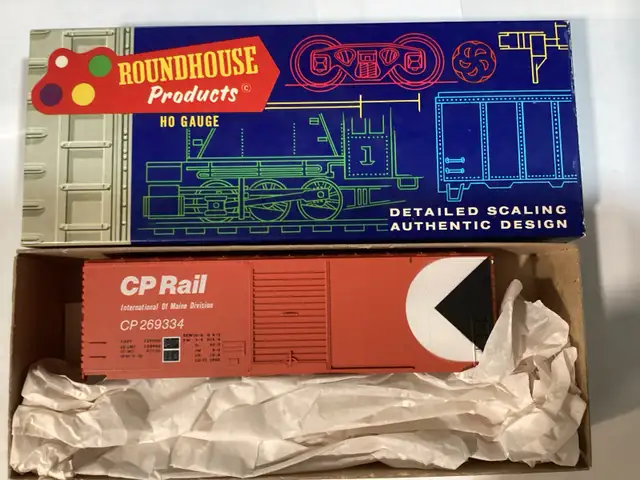 ROUNDHOUSE
Products ©
HO GAUGE
1
DETAILED SCALING
AUTHENTIC DESIGN
CP Rail
International Of Maine Division
CP 269334